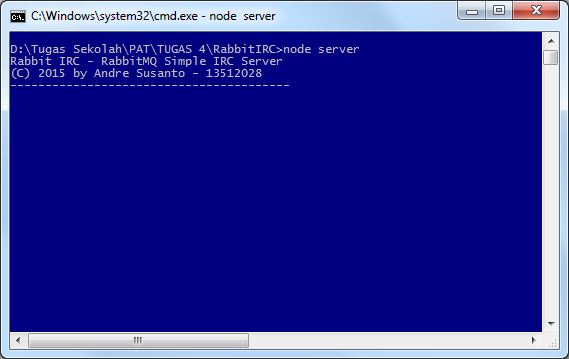 C:\Windows\system32\cmd.exe - node  server
D:\Tugas Sekolah\PAT\TUGAS 4\RabbitIRC>node server
Rabbit IRC - RabbitMQ Simple IRC Server
(C) 2015 by Andre Susanto - 13512028
----------------------------------------